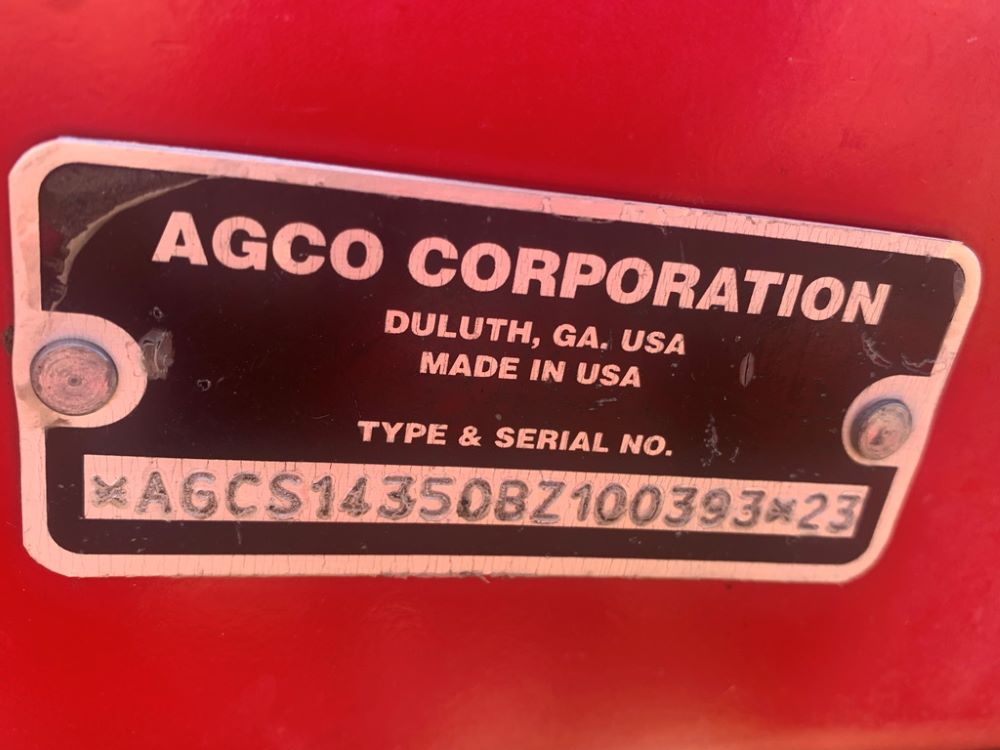 AGCO CORPORATION
DULUTH, GA. USA
MADE IN USA
TYPE & SERIAL NO.
*AGCS14350BZ100393*23